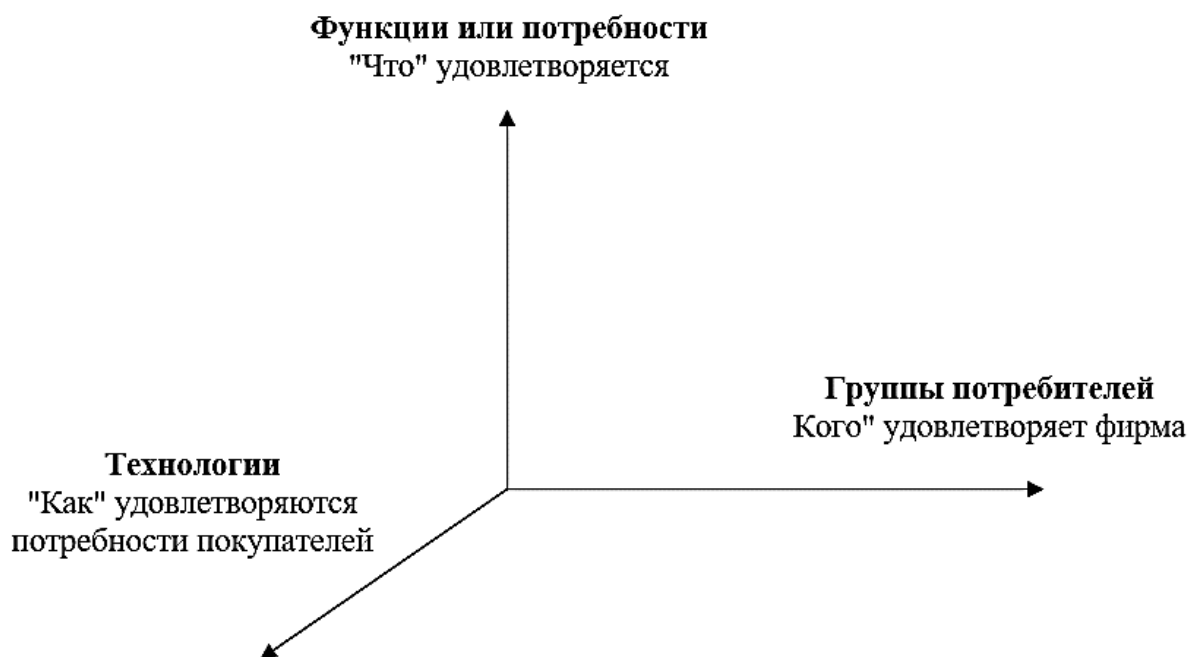 Функции или потребности
"Что" удовлетворяется
Группы потребителей
Кого" удовлетворяет фирма
Технологии
"Как" удовлетворяются
потребности покупателей